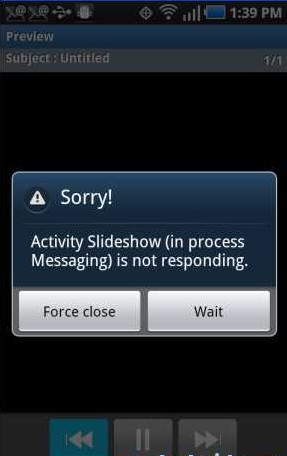 1:39 PM
Preview
Subject : Untitled 1/1
Sorry!
Activity Slideshow (in process
Messaging) is not responding.
Force close Wait